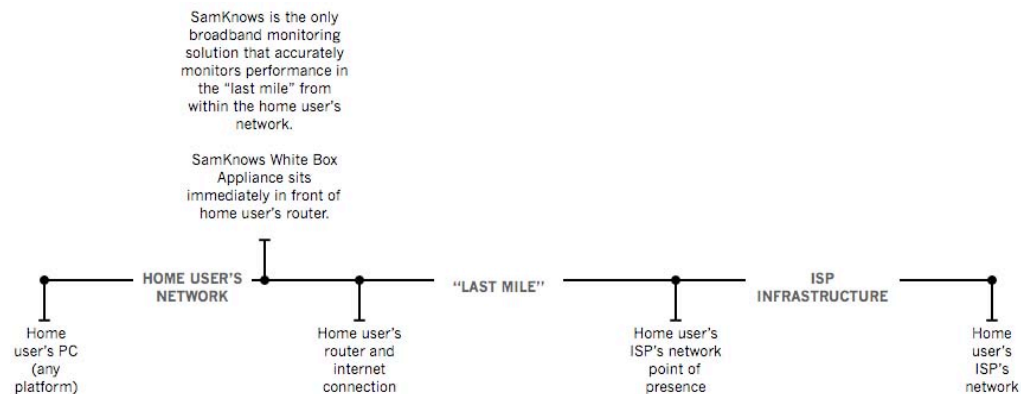 SamKnows is the only
broadband monitoring
solution that accurately
monitors performance in
the “last mile” from
within the home user’s
network.
SamKnows White Box
Appliance sits
immediately in front of
home user’s router.
HOME USER’S
NETWORK
“LAST MILE”
ISP
INFRASTRUCTURE
Home
user’s PC
(any
platform)
Home user’s
router and
internet
connection
Home user’s
ISP’s network
point of
presence
Home
user’s
ISP’s
network